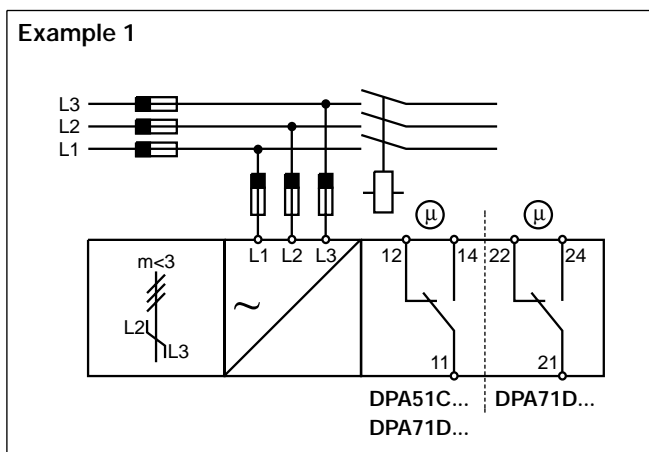 Example 1
L3
L2
L1
μ μ
L1 L2 L3 12 14 22 24
m<3
~
L2
L3
11 21
DPA51C... DPA71D...
DPA71D...